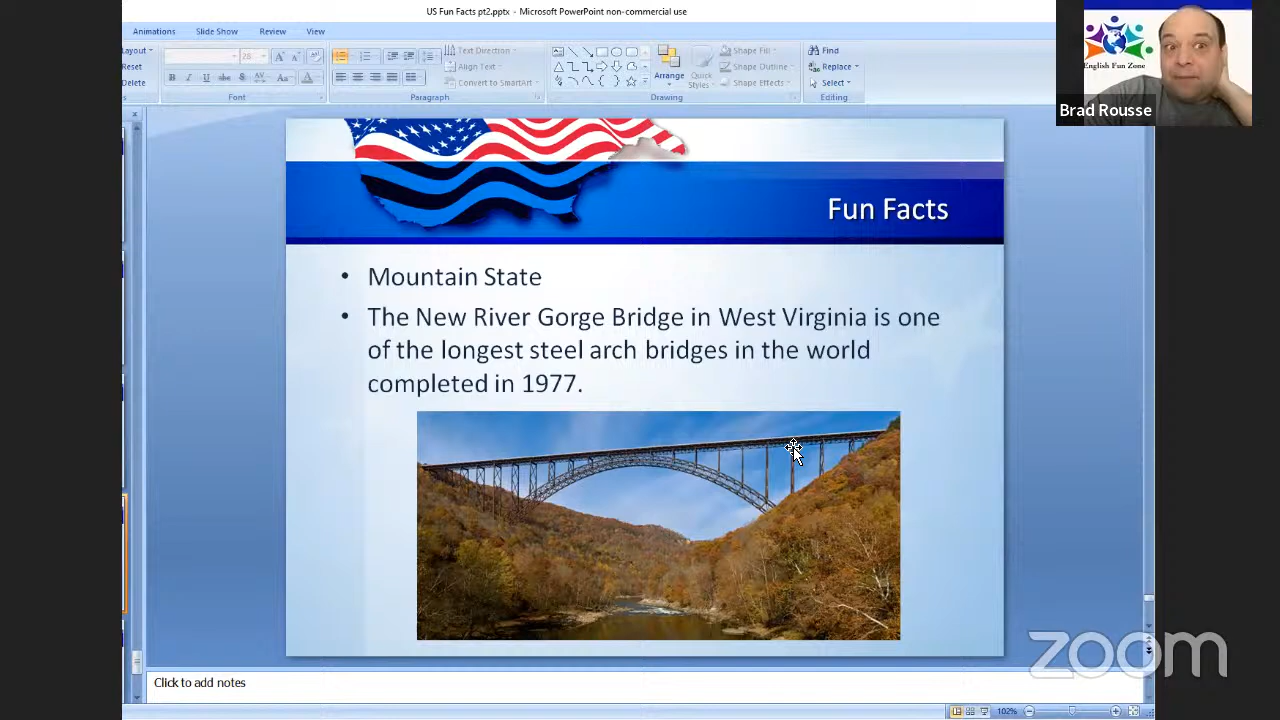 US Fun Facts pt2.pptx - Microsoft PowerPoint non-commercial use
Animations Slide Show Review View
Layout
Reset
Delete
28
Font
Text Direction
Align Text
Convert to SmartArt
Paragraph
Arrange
Quick
Styles
Shape Fill
Shape Outline
Shape Effects
Drawing
Find
Replace
Select
Editing
English Fun Zone
Brad Rousse
Fun Facts
• Mountain State
• The New River Gorge Bridge in West Virginia is one
of the longest steel arch bridges in the world
completed in 1977.
Click to add notes
zoom
102%